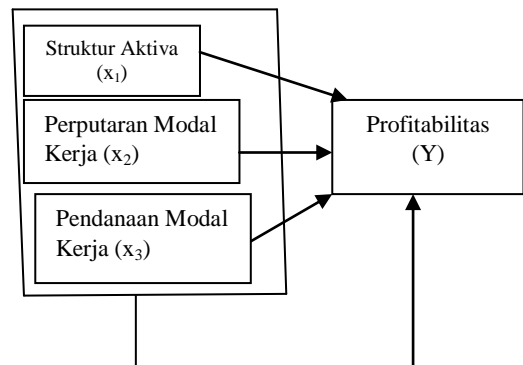 Struktur Aktiva
(x₁)
Perputaran Modal
Kerja (x₂)
Pendanaan Modal
Kerja (x₃)
Profitabilitas
(Y)